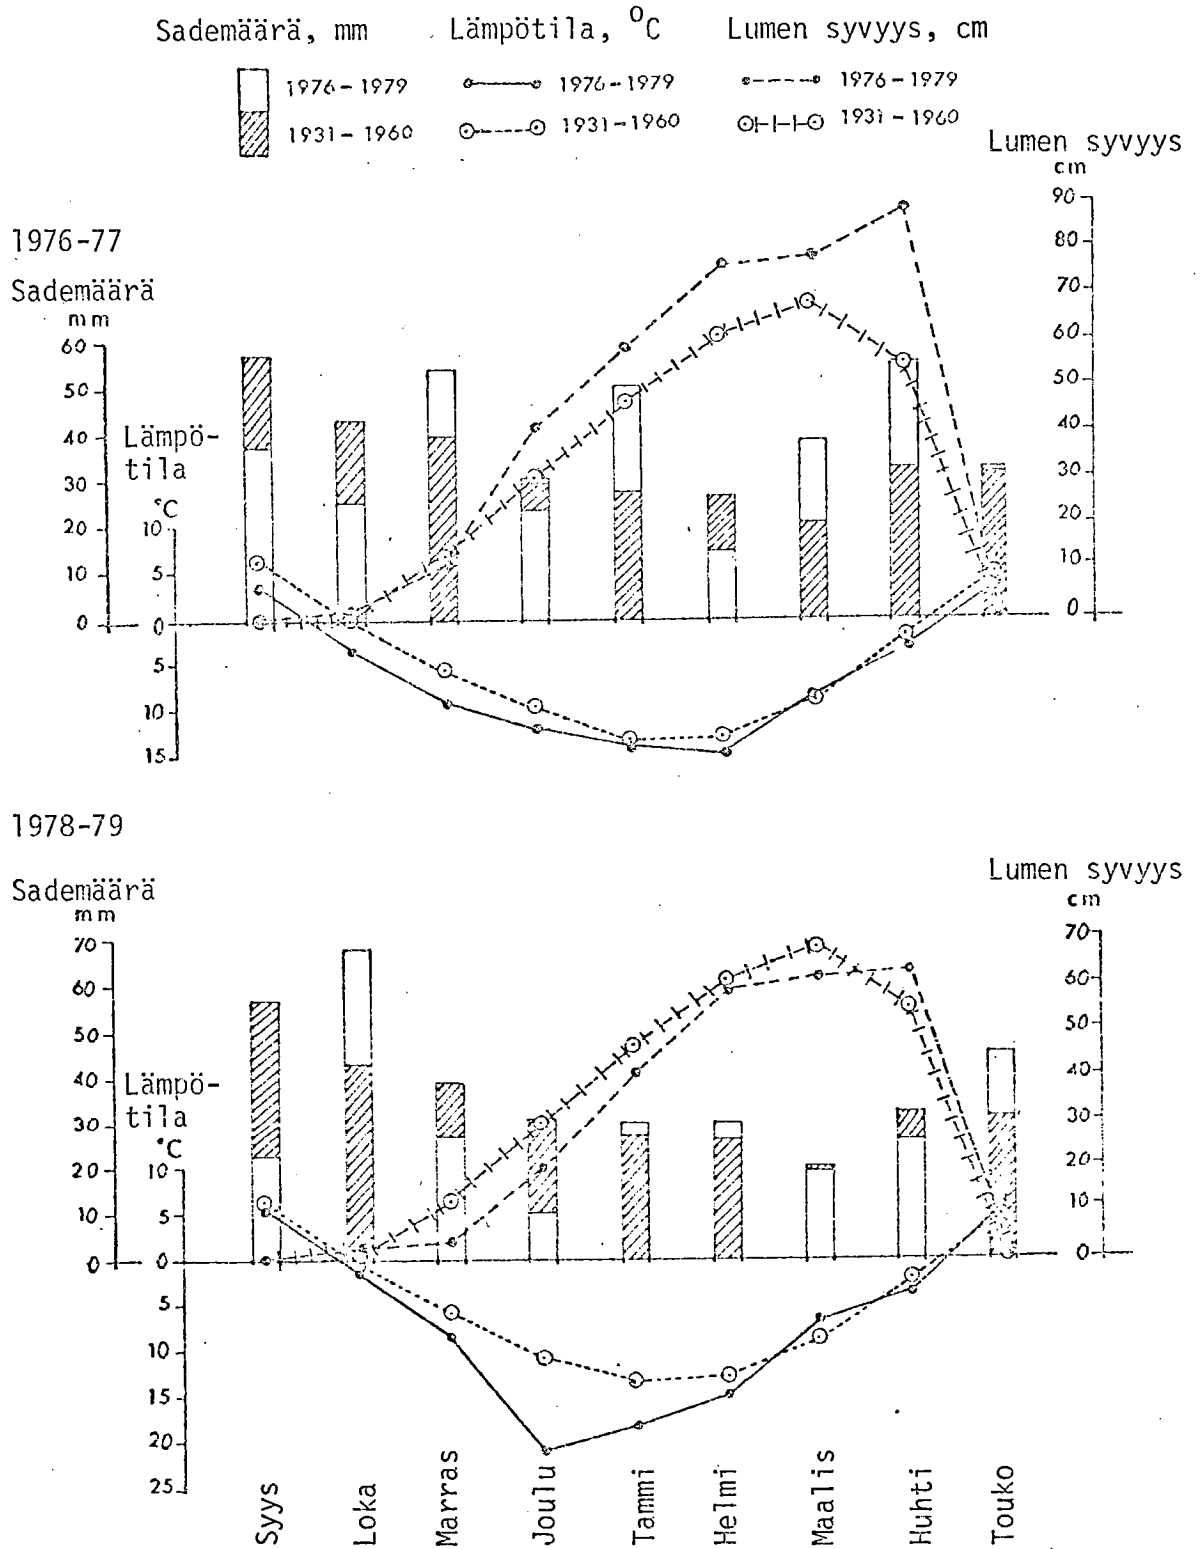 Sademäärä, mm Lämpötila, °C Lumen syvyys, cm
1976-1979 1976-1979 1976-1979
1931-1960 1931-1960 1931-1960
Lumen syvyys
cm
1976-77
Sademäärä
mm
90
80
70
60
50
40
30
20
10
0
60
50
40
30
20
10
0
Lämpö-
tila
°C
10
5
0
5
10
15
1978-79
Sademäärä
mm
Lumen syvyys
cm
70
60
50
40
30
20
10
0
Lämpö-
tila
°C
10
5
0
5
10
15
20
25
70
60
50
40
30
20
10
0
Syys Loka Marras Joulu Tammi Helmi Maalis Huhti Touko